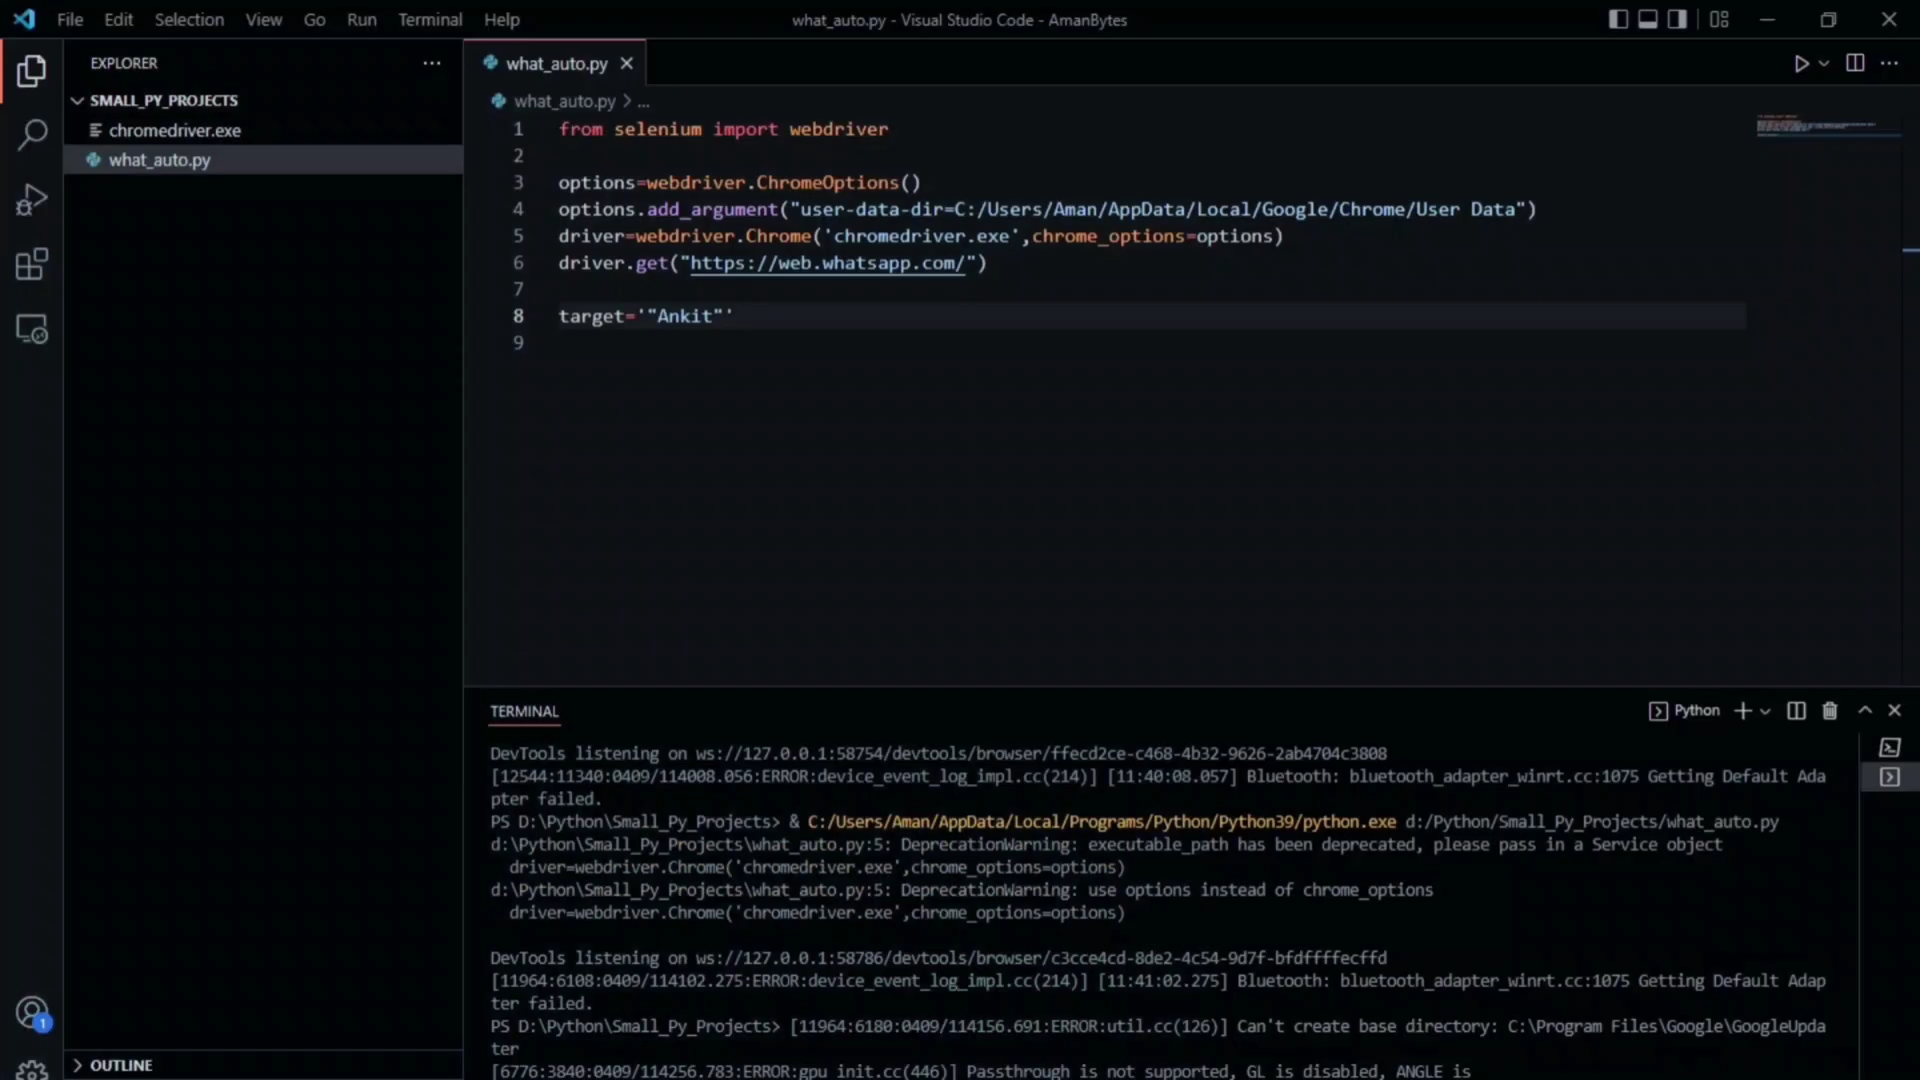 File Edit Selection View Go Run Terminal Help
what_auto.py - Visual Studio Code - AmanBytes
EXPLORER
SMALL_PY_PROJECTS
chromedriver.exe
what_auto.py
1
OUTLINE
what_auto.py
what_auto.py > ...
1 from selenium import webdriver
2
3 options=webdriver.ChromeOptions()
4 options.add_argument("user-data-dir=C:/Users/Aman/AppData/Local/Google/Chrome/User Data")
5 driver=webdriver.Chrome('chromedriver.exe',chrome_options=options)
6 driver.get("https://web.whatsapp.com/")
7
8 target='"Ankit"'
9
TERMINAL
Python
DevTools listening on ws://127.0.0.1:58754/devtools/browser/ffecd2ce-c468-4b32-9626-2ab4704c3808
[12544:11340:0409/114008.056:ERROR:device_event_log_impl.cc(214)] [11:40:08.057] Bluetooth: bluetooth_adapter_winrt.cc:1075 Getting Default Ada
pter failed.
PS D:\Python\Small_Py_Projects> & C:/Users/Aman/AppData/Local/Programs/Python/Python39/python.exe d:/Python/Small_Py_Projects/what_auto.py
d:\Python\Small_Py_Projects\what_auto.py:5: DeprecationWarning: executable_path has been deprecated, please pass in a Service object
driver=webdriver.Chrome('chromedriver.exe',chrome_options=options)
d:\Python\Small_Py_Projects\what_auto.py:5: DeprecationWarning: use options instead of chrome_options
driver=webdriver.Chrome('chromedriver.exe',chrome_options=options)
DevTools listening on ws://127.0.0.1:58786/devtools/browser/c3cce4cd-8de2-4c54-9d7f-bfdffffecffd
[11964:6108:0409/114102.275:ERROR:device_event_log_impl.cc(214)] [11:41:02.275] Bluetooth: bluetooth_adapter_winrt.cc:1075 Getting Default Adap
ter failed.
PS D:\Python\Small_Py_Projects> [11964:6180:0409/114156.691:ERROR:util.cc(126)] Can't create base directory: C:\Program Files\Google\GoogleUpda
ter
[6776:3840:0409/114256.783:ERROR:gpu_init.cc(446)] Passthrough is not supported, GL is disabled, ANGLE is